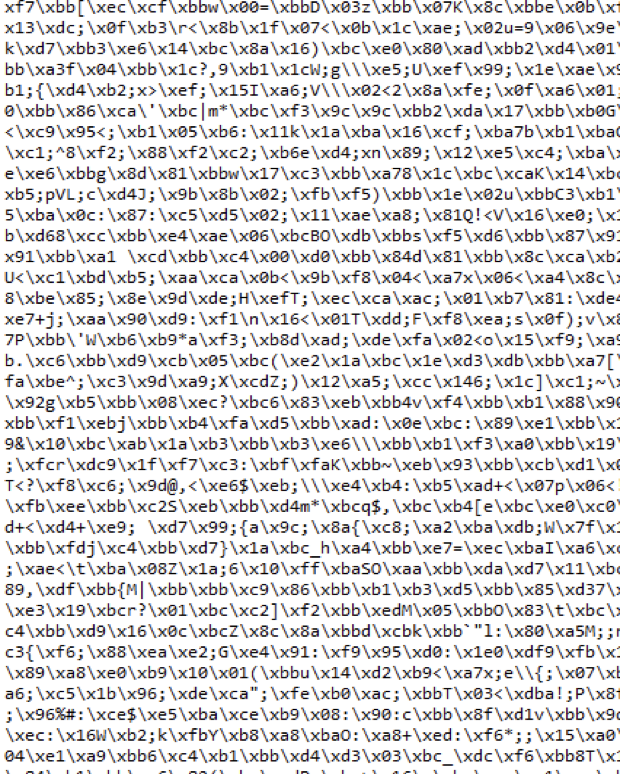 xf7\xbb[\xec\xcf\xbbw\x00=\xbbD\x03z\xbb\x07K\x8c\xbbe\x0b\xf
x13\xdc;\x0f\xb3\r<\x8b\x1f\x07<\x0b\x1c\xae;\x02u=9\x06\x9e
k\xd7\xbb3\xe6\x14\xbc\x8a\x16)\xbc\xe0\x80\xad\xbb2\xd4\x01'
bb\xa3f\x04\xbb\x1c?,9\xb1\x1cW;g\\\xe5;U\xef\x99;\x1e\xae\x9
b1;{\xd4\xb2;x>\xef;\x15I\xa6;V\\\x02<2\x8a\xfe;\x0f\xa6\x01;
0\xbb\x86\xca\'\xbc|m*\xbc\xf3\x9c\x9c\xbb2\xda\x17\xbb\xb0G
<\xc9\x95<;\xb1\x05\xb6:\x11k\x1a\xba\x16\xcf;\xba7b\xb1\xba0
\xc1;^8\xf2;\x88\xf2\xc2;\xb6e\xd4;xn\x89;\x12\xe5\xc4;\xba\x
e\xe6\xbbg\x8d\x81\xbbw\x17\xc3\xbb\xa78\x1c\xbc\xcaK\x14\xbc
xb5;pVL;c\xd4J;\x9b\x8b\x02;\xfb\xf5)\xbb\x1e\x02u\xbbC3\xb1
5\xba\x0c:\x87:\xc5\xd5\x02;\x11\xae\xa8;\x81Q!<V\x16\xe0;\x1
b\xd68\xcc\xbb\xe4\xae\x06\xbcBO\xdb\xbbs\xf5\xd6\xbb\x87\x91
x91\xbb\xa1 \xcd\xbb\xc4\x00\xd0\xbb\x84d\x81\xbb\x8c\xca\xb2
U<\xc1\xbd\xb5;\xaa\xca\x0b<\x9b\xf8\x04<\xa7x\x06<\xa4\x8c\x
8\xbe\x85;\x8e\x9d\xde;H\xefT;\xec\xca\xac;\x01\xb7\x81:\xde4
xe7+j;\xaa\x90\xd9:\xf1\n\x16<\x01T\xdd;F\xf8\xea;s\x0f);v\x8
7P\xbb\'W\xb6\xb9*a\xf3;\xb8d\xad;\xde\xfa\x02<o\x15\xf9;\xa9
b.\xc6\xbb\xd9\xcb\x05\xbc(\xe2\x1a\xbc\x1e\xd3\xdb\xbb\xa7[
fa\xbe^;\xc3\x9d\xa9;X\xcdZ;)\x12\xa5;\xcc\x146;\x1c]\xc1;~\x
\x92g\xb5\xbb\x08\xec?\xbc6\x83\xeb\xbb4v\xf4\xbb\xb1\x88\x90
xbb\xf1\xebj\xbb\xb4\xfa\xd5\xbb\xad:\x0e\xbc:\x89\xe1\xbb\x1
9&\x10\xbc\xab\x1a\xb3\xbb\xb3\xe6\\\xbb\xb1\xf3\xa0\xbb\x19
;\xfcr\xdc9\x1f\xf7\xc3:\xbf\xfaK\xbb~\xeb\x93\xbb\xcb\xd1\x0
T<?\xf8\xc6;\x9d@,<\xe6$\xeb;\\\xe4\xb4:\xb5\xad+<\x07p\x06<
\xfb\xee\xbb\xc2S\xeb\xbb\xd4m*\xbcq$,\xbc\xb4[e\xbc\xe0\xc0
d+<\xd4+\xe9; \xd7\x99;{a\x9c;\x8a{\xc8;\xa2\xba\xdb;W\x7f\x1
\xbb\xfdj\xc4\xbb\xd7}\x1a\xbc_h\xa4\xbb\xe7=\xec\xbaI\xa6\xc
;\xae<\t\xba\x08Z\x1a;6\x10\xff\xbaSO\xaa\xbb\xda\xd7\x11\xbc
89,\xdf\xbb{M|\xbb\xbb\xc9\x86\xbb\xb1\xb3\xd5\xbb\x85\xd37\x
\xe3\x19\xbcr?\x01\xbc\xc2]\xf2\xbb\xedM\x05\xbbO\x83\t\xbc\x
c4\xbb\xd9\x16\x0c\xbcZ\x8c\x8a\xbbd\xcbk\xbb`"l:\x80\xa5M;;r
c3{\xf6;\x88\xea\xe2;G\xe4\x91:\xf9\x95\xd0:\x1e0\xdf9\xfb\x1
\x89\xa8\xe0\xb9\x10\x01(\xbbu\x14\xd2\xb9<\xa7x;e\\{;\x07\xb
a6;\xc5\x1b\x96;\xde\xca";\xfe\xb0\xac;\xbbT\x03<\xdba!;P\x8f
;\x96%#:\xce$\xe5\xba\xce\xb9\x08:\x90:c\xbb\x8f\xd1v\xbb\x9c
\xec:\x16W\xb2;k\xfbY\xb8\xa8\xbaO:\xa8+\xed:\xf6*;;\x15\xa0
04\xe1\xa9\xbb6\xc4\xb1\xbb\xd4\xd3\x03\xbc_\xdc\xf6\xbb8T\x1